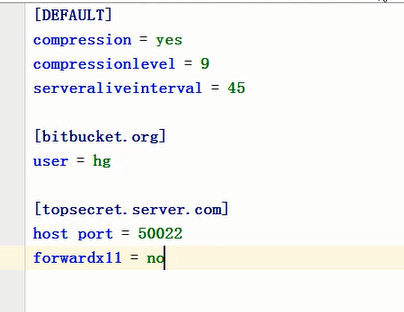 [DEFAULT]
compression = yes
compressionlevel = 9
serveraliveinterval = 45
[bitbucket.org]
user = hg
[topsecret.server.com]
host port = 50022
forwardx11 = no